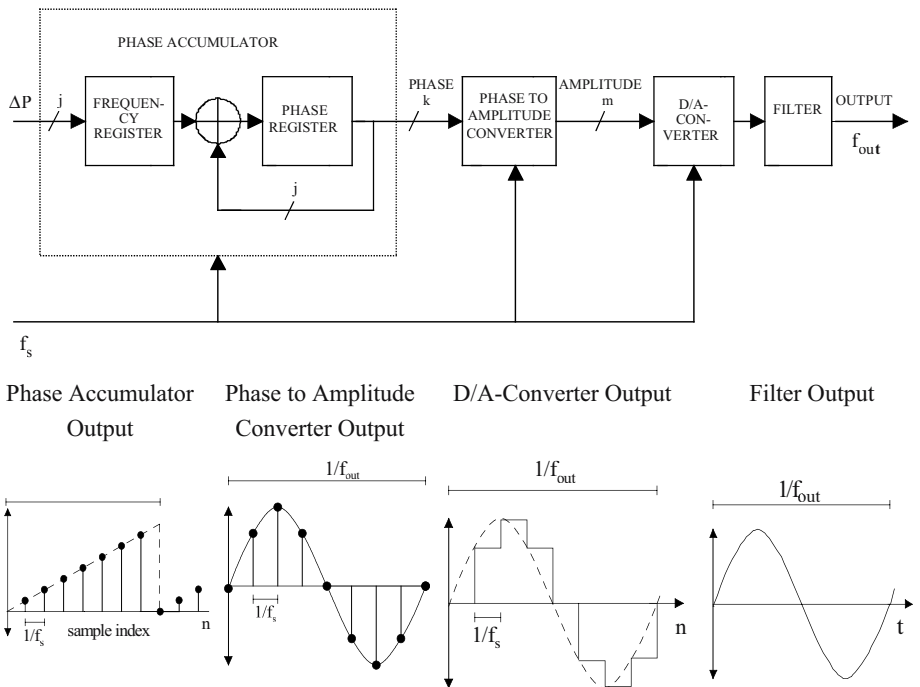 PHASE ACCUMULATOR
ΔP
j
FREQUEN-
CY
REGISTER
PHASE
REGISTER
j
PHASE
k
PHASE TO
AMPLITUDE
CONVERTER
AMPLITUDE
m
D/A-
CON-
VERTER
FILTER
OUTPUT
fout
fs
Phase Accumulator
Output
Phase to Amplitude
Converter Output
D/A-Converter Output
Filter Output
1/fs
sample index
n
1/fout
1/fs
1/fout
1/fs
n
1/fout
t